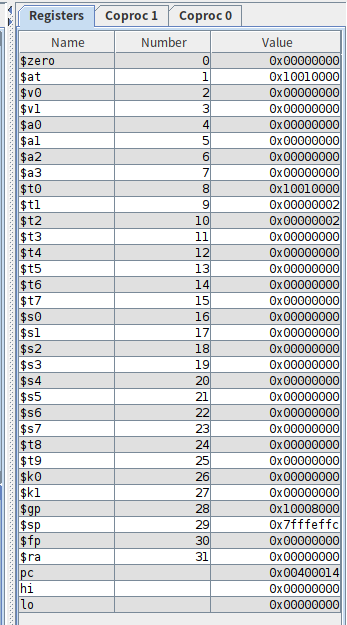 Registers Coproc 1 Coproc 0
Name Number Value
$zero 0 0x00000000
$at 1 0x10010000
$v0 2 0x00000000
$v1 3 0x00000000
$a0 4 0x00000000
$a1 5 0x00000000
$a2 6 0x00000000
$a3 7 0x00000000
$t0 8 0x10010000
$t1 9 0x00000002
$t2 10 0x00000002
$t3 11 0x00000000
$t4 12 0x00000000
$t5 13 0x00000000
$t6 14 0x00000000
$t7 15 0x00000000
$s0 16 0x00000000
$s1 17 0x00000000
$s2 18 0x00000000
$s3 19 0x00000000
$s4 20 0x00000000
$s5 21 0x00000000
$s6 22 0x00000000
$s7 23 0x00000000
$t8 24 0x00000000
$t9 25 0x00000000
$k0 26 0x00000000
$k1 27 0x00000000
$gp 28 0x10008000
$sp 29 0x7fffeffc
$fp 30 0x00000000
$ra 31 0x00000000
pc 0x00400014
hi 0x00000000
lo 0x00000000